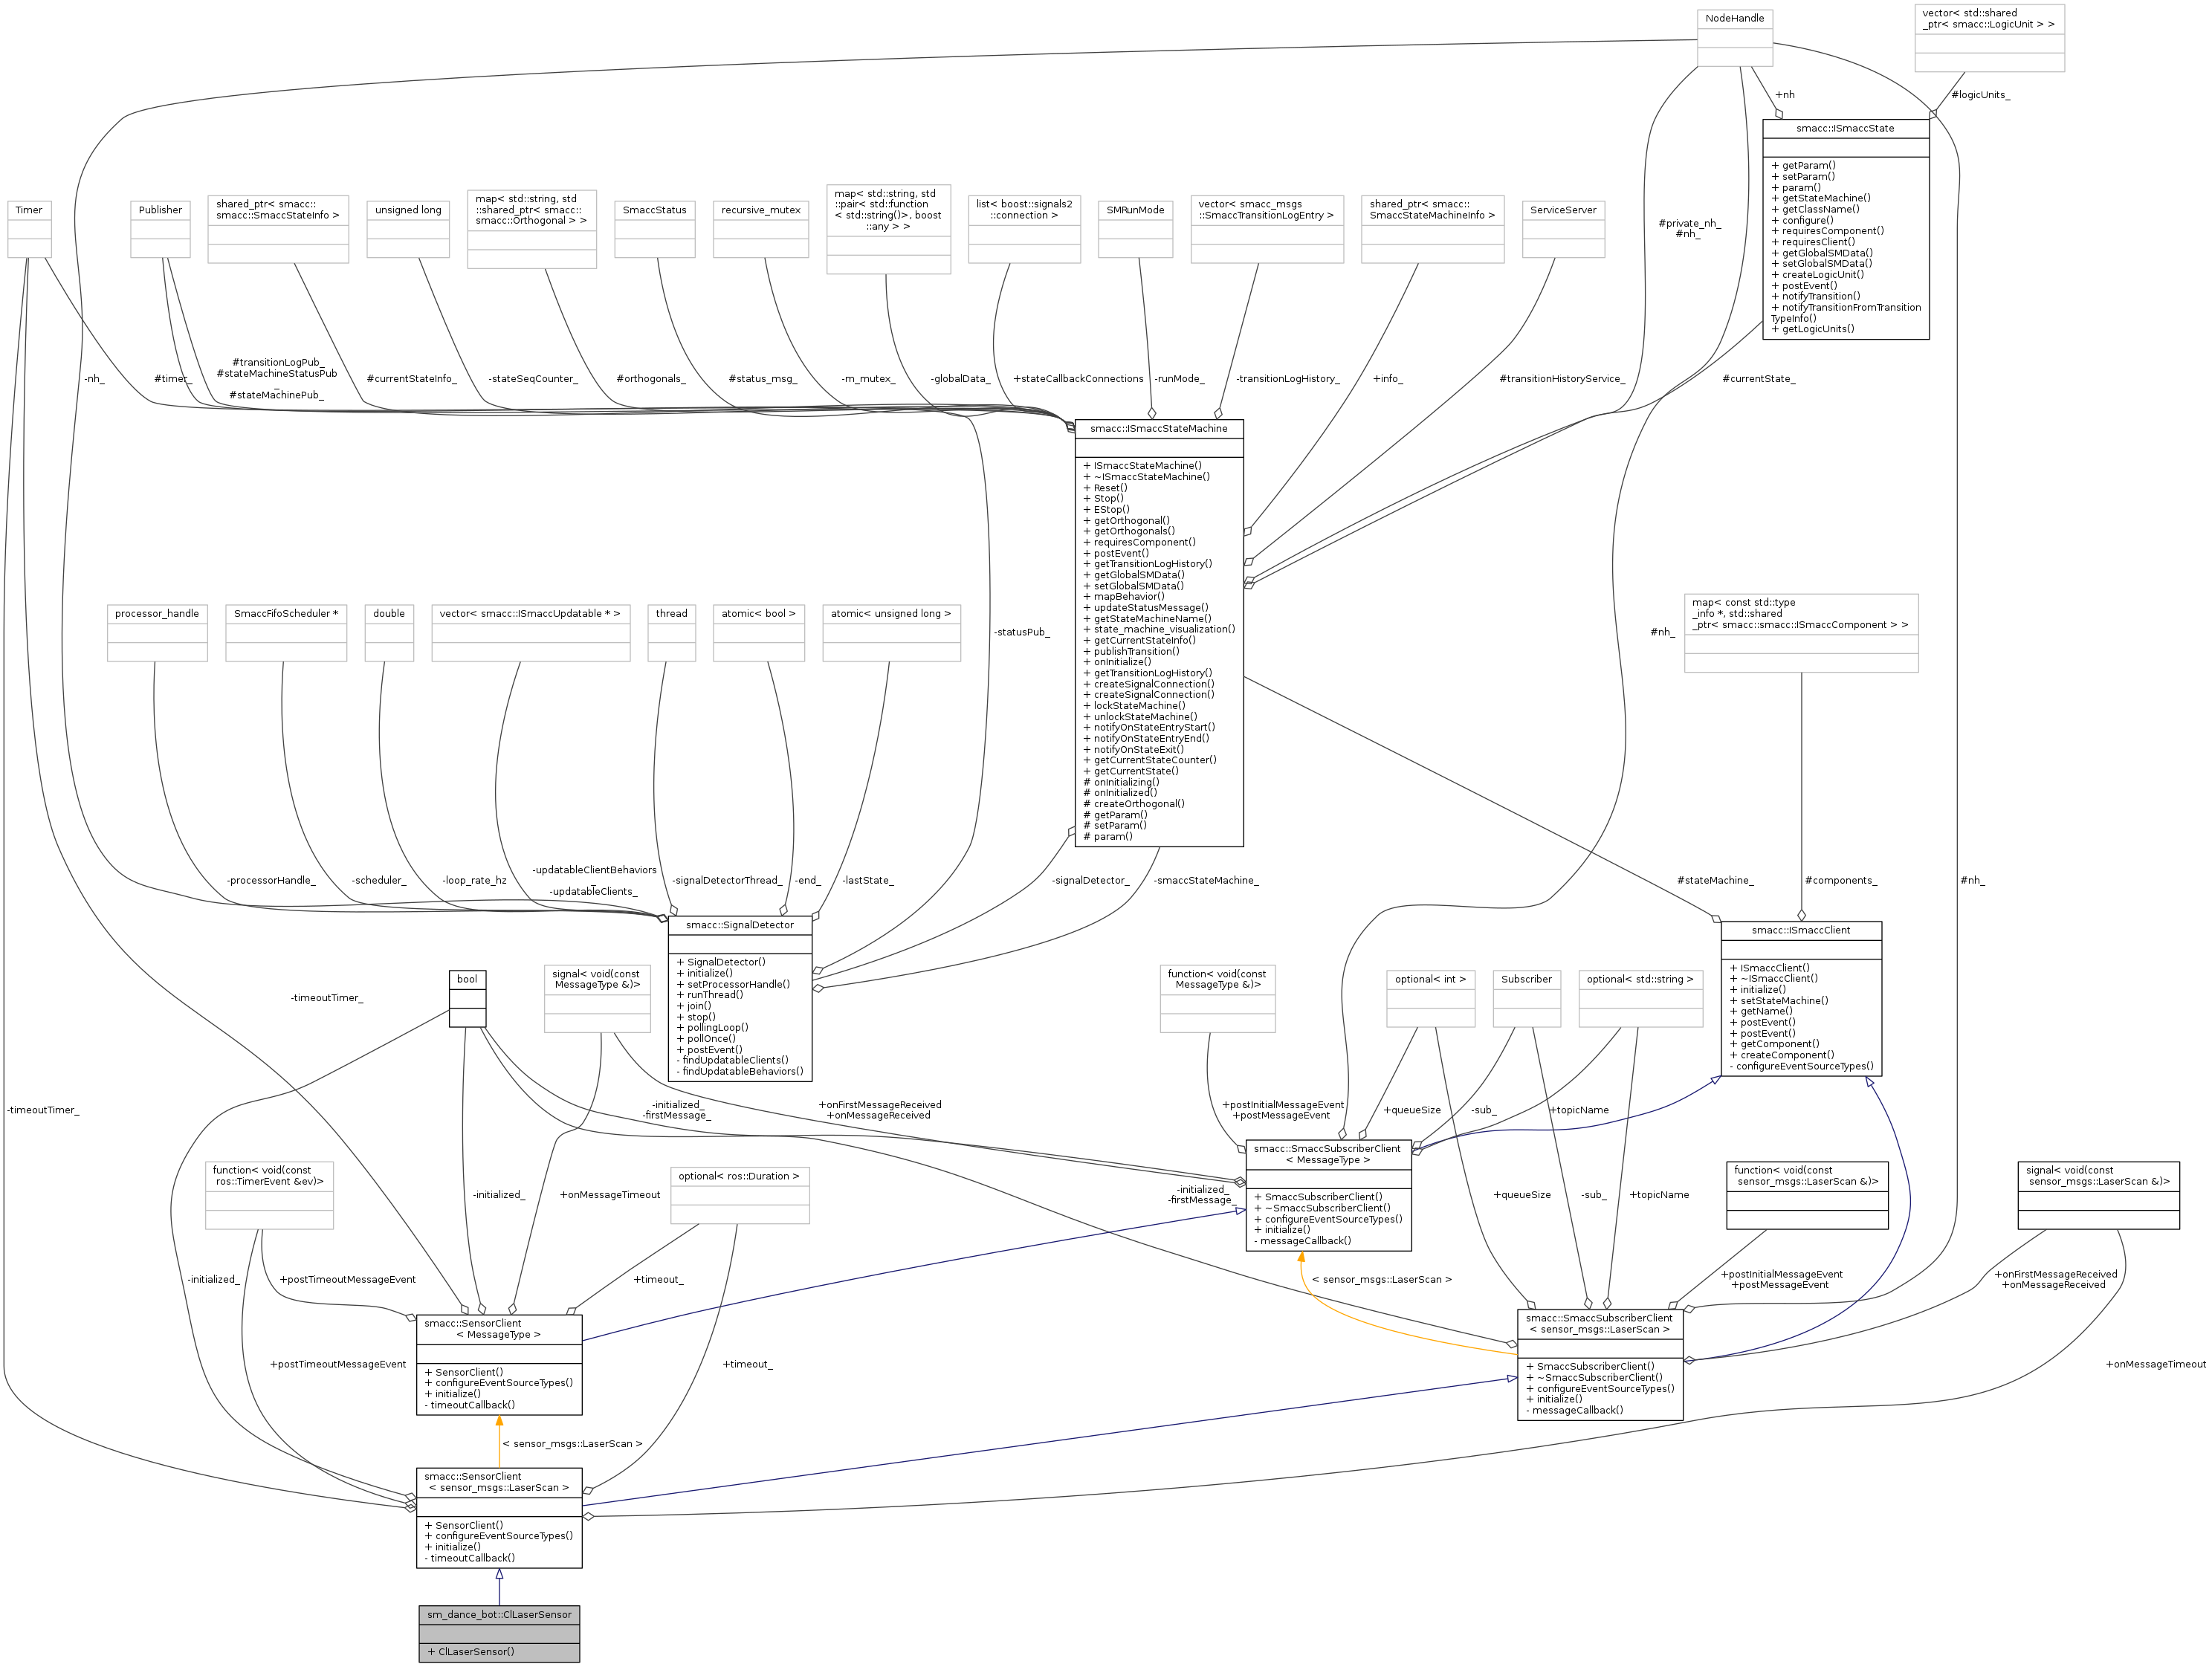 NodeHandle
vector< std::shared
_ptr< smacc::LogicUnit > >
+nh
#logicUnits_
smacc::ISmaccState
+ getParam()
+ setParam()
+ param()
+ getStateMachine()
+ getClassName()
+ configure()
+ requiresComponent()
+ requiresClient()
+ getGlobalSMData()
+ setGlobalSMData()
+ createLogicUnit()
+ postEvent()
+ notifyTransition()
+ notifyTransitionFromTransition
TypeInfo()
+ getLogicUnits()
Timer
Publisher
shared_ptr< smacc::
smacc::SmaccStateInfo >
unsigned long
map< std::string, std
::shared_ptr< smacc::
smacc::Orthogonal > >
SmaccStatus
recursive_mutex
map< std::string, std
::pair< std::function
< std::string()>, boost
::any > >
list< boost::signals2
::connection >
SMRunMode
vector< smacc_msgs
::SmaccTransitionLogEntry >
shared_ptr< smacc::
SmaccStateMachineInfo >
ServiceServer
#private_nh_
#nh_
-nh_
#timer_
#transitionLogPub_
#stateMachineStatusPub
_
#stateMachinePub_
#currentStateInfo_
-stateSeqCounter_
#orthogonals_
#status_msg_
-m_mutex_
-globalData_
+stateCallbackConnections
-runMode_
-transitionLogHistory_
+info_
#transitionHistoryService_
#currentState_
smacc::ISmaccStateMachine
+ ISmaccStateMachine()
+ ~ISmaccStateMachine()
+ Reset()
+ Stop()
+ EStop()
+ getOrthogonal()
+ getOrthogonals()
+ requiresComponent()
+ postEvent()
+ getTransitionLogHistory()
+ getGlobalSMData()
+ setGlobalSMData()
+ mapBehavior()
+ updateStatusMessage()
+ getStateMachineName()
+ state_machine_visualization()
+ getCurrentStateInfo()
+ publishTransition()
+ onInitialize()
+ getTransitionLogHistory()
+ createSignalConnection()
+ createSignalConnection()
+ lockStateMachine()
+ unlockStateMachine()
+ notifyOnStateEntryStart()
+ notifyOnStateEntryEnd()
+ notifyOnStateExit()
+ getCurrentStateCounter()
+ getCurrentState()
# onInitializing()
# onInitialized()
# createOrthogonal()
# getParam()
# setParam()
# param()
processor_handle
SmaccFifoScheduler *
double
vector< smacc::ISmaccUpdatable * >
thread
atomic< bool >
atomic< unsigned long >
-statusPub_
#nh_
map< const std::type
_info *, std::shared
_ptr< smacc::smacc::ISmaccComponent > >
-processorHandle_
-scheduler_
-loop_rate_hz
-updatableClientBehaviors
_
-updatableClients_
-signalDetectorThread_
-end_
-lastState_
-signalDetector_
-smaccStateMachine_
#stateMachine_
#components_
#nh_
smacc::SignalDetector
+ SignalDetector()
+ initialize()
+ setProcessorHandle()
+ runThread()
+ join()
+ stop()
+ pollingLoop()
+ pollOnce()
+ postEvent()
- findUpdatableClients()
- findUpdatableBehaviors()
smacc::ISmaccClient
+ ISmaccClient()
+ ~ISmaccClient()
+ initialize()
+ setStateMachine()
+ getName()
+ postEvent()
+ postEvent()
+ getComponent()
+ createComponent()
- configureEventSourceTypes()
bool
signal< void(const
MessageType &)>
function< void(const
MessageType &)>
optional< int >
Subscriber
optional< std::string >
-timeoutTimer_
-timeoutTimer_
-initialized_
-firstMessage_
+onFirstMessageReceived
+onMessageReceived
+postInitialMessageEvent
+postMessageEvent
+queueSize
-sub_
+topicName
smacc::SmaccSubscriberClient
< MessageType >
+ SmaccSubscriberClient()
+ ~SmaccSubscriberClient()
+ configureEventSourceTypes()
+ initialize()
- messageCallback()
function< void(const
ros::TimerEvent &ev)>
optional< ros::Duration >
function< void(const
sensor_msgs::LaserScan &)>
signal< void(const
sensor_msgs::LaserScan &)>
-initialized_
+onMessageTimeout
-initialized_
-firstMessage_
+queueSize
-sub_
+topicName
-initialized_
+postTimeoutMessageEvent
+timeout_
< sensor_msgs::LaserScan >
+postInitialMessageEvent
+postMessageEvent
+onFirstMessageReceived
+onMessageReceived
smacc::SensorClient
< MessageType >
+ SensorClient()
+ configureEventSourceTypes()
+ initialize()
- timeoutCallback()
smacc::SmaccSubscriberClient
< sensor_msgs::LaserScan >
+ SmaccSubscriberClient()
+ ~SmaccSubscriberClient()
+ configureEventSourceTypes()
+ initialize()
- messageCallback()
+postTimeoutMessageEvent
+timeout_
+onMessageTimeout
< sensor_msgs::LaserScan >
smacc::SensorClient
< sensor_msgs::LaserScan >
+ SensorClient()
+ configureEventSourceTypes()
+ initialize()
- timeoutCallback()
sm_dance_bot::ClLaserSensor
+ ClLaserSensor()